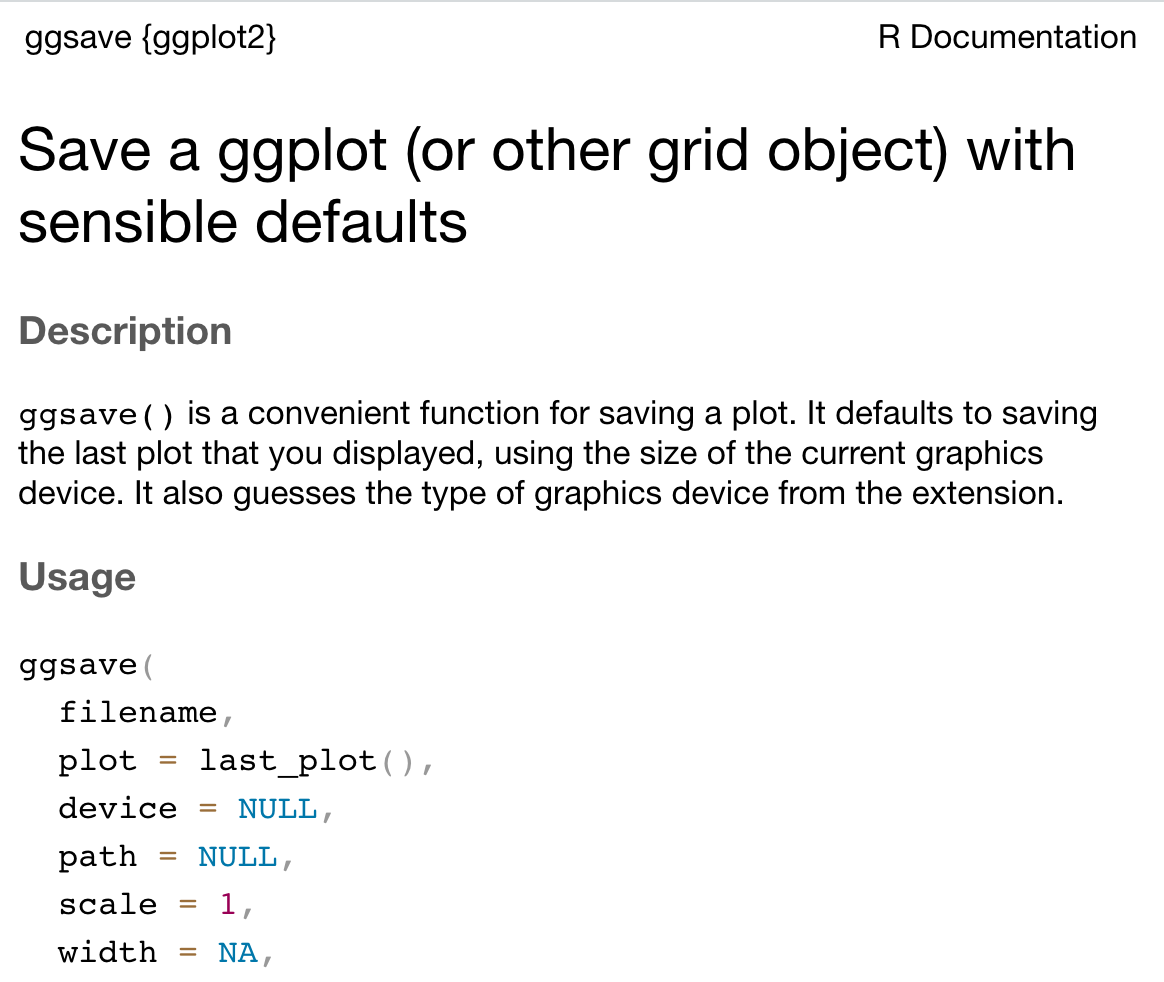 ggsave {ggplot2} R Documentation
Save a ggplot (or other grid object) with
sensible defaults
Description
ggsave() is a convenient function for saving a plot. It defaults to saving
the last plot that you displayed, using the size of the current graphics
device. It also guesses the type of graphics device from the extension.
Usage
ggsave(
  filename,
  plot = last_plot(),
  device = NULL,
  path = NULL,
  scale = 1,
  width = NA,